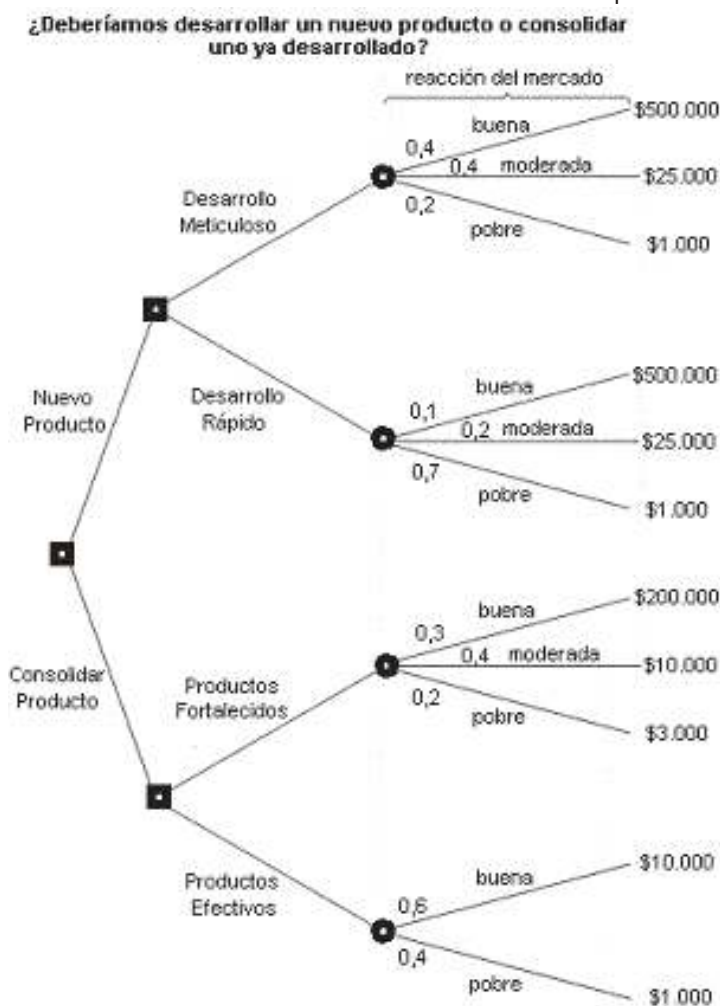 ¿Deberíamos desarrollar un nuevo producto o consolidar
uno ya desarrollado?
reacción del mercado
buena
$500.000
0,4
0,4 moderada
$25.000
0,2
pobre
$1.000
Desarrollo
Meticuloso
Nuevo
Producto
Desarrollo
Rápido
buena
$500.000
0,1
0,2 moderada
$25.000
0,7
pobre
$1.000
Consolidar
Producto
Productos
Fortalecidos
buena
$200.000
0,3
0,4 moderada
$10.000
0,2
pobre
$3.000
Productos
Efectivos
buena
$10.000
0,6
0,4
pobre
$1.000